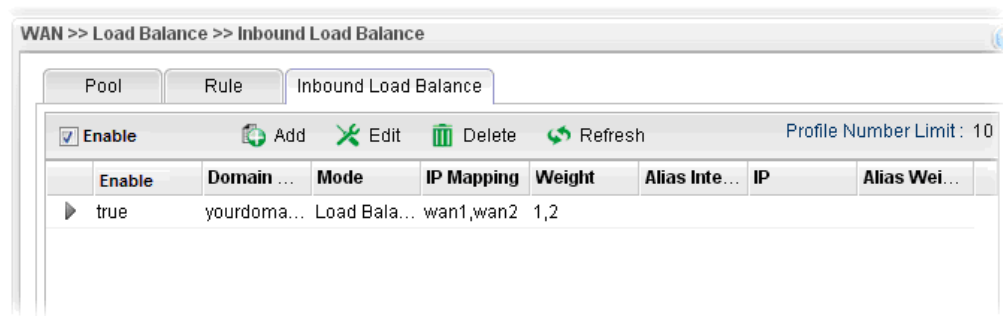 WAN >> Load Balance >> Inbound Load Balance
Pool Rule Inbound Load Balance
Enable Add Edit Delete Refresh Profile Number Limit : 10
Enable Domain ... Mode IP Mapping Weight Alias Inte... IP Alias Wei...
true yourdoma... Load Bala... wan1,wan2 1,2